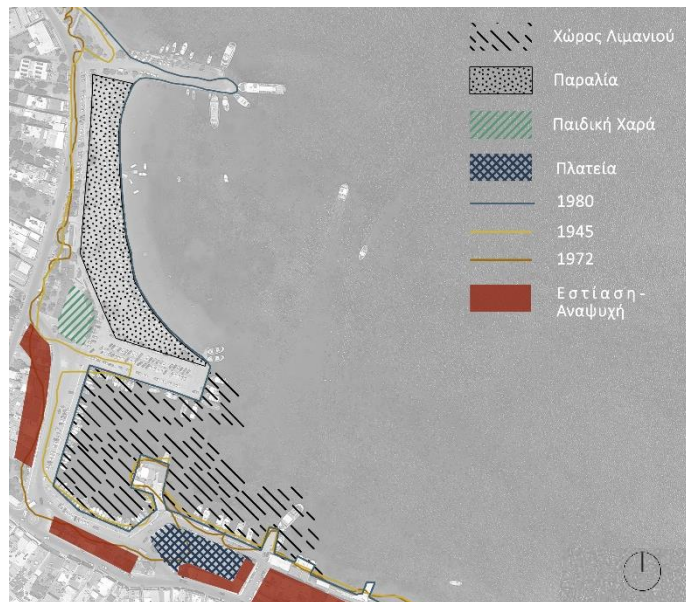 Χώρος Λιμανιού
Παραλία
Παιδική Χαρά
Πλατεία
1980
1945
1972
Εστίαση-
Αναψυχή